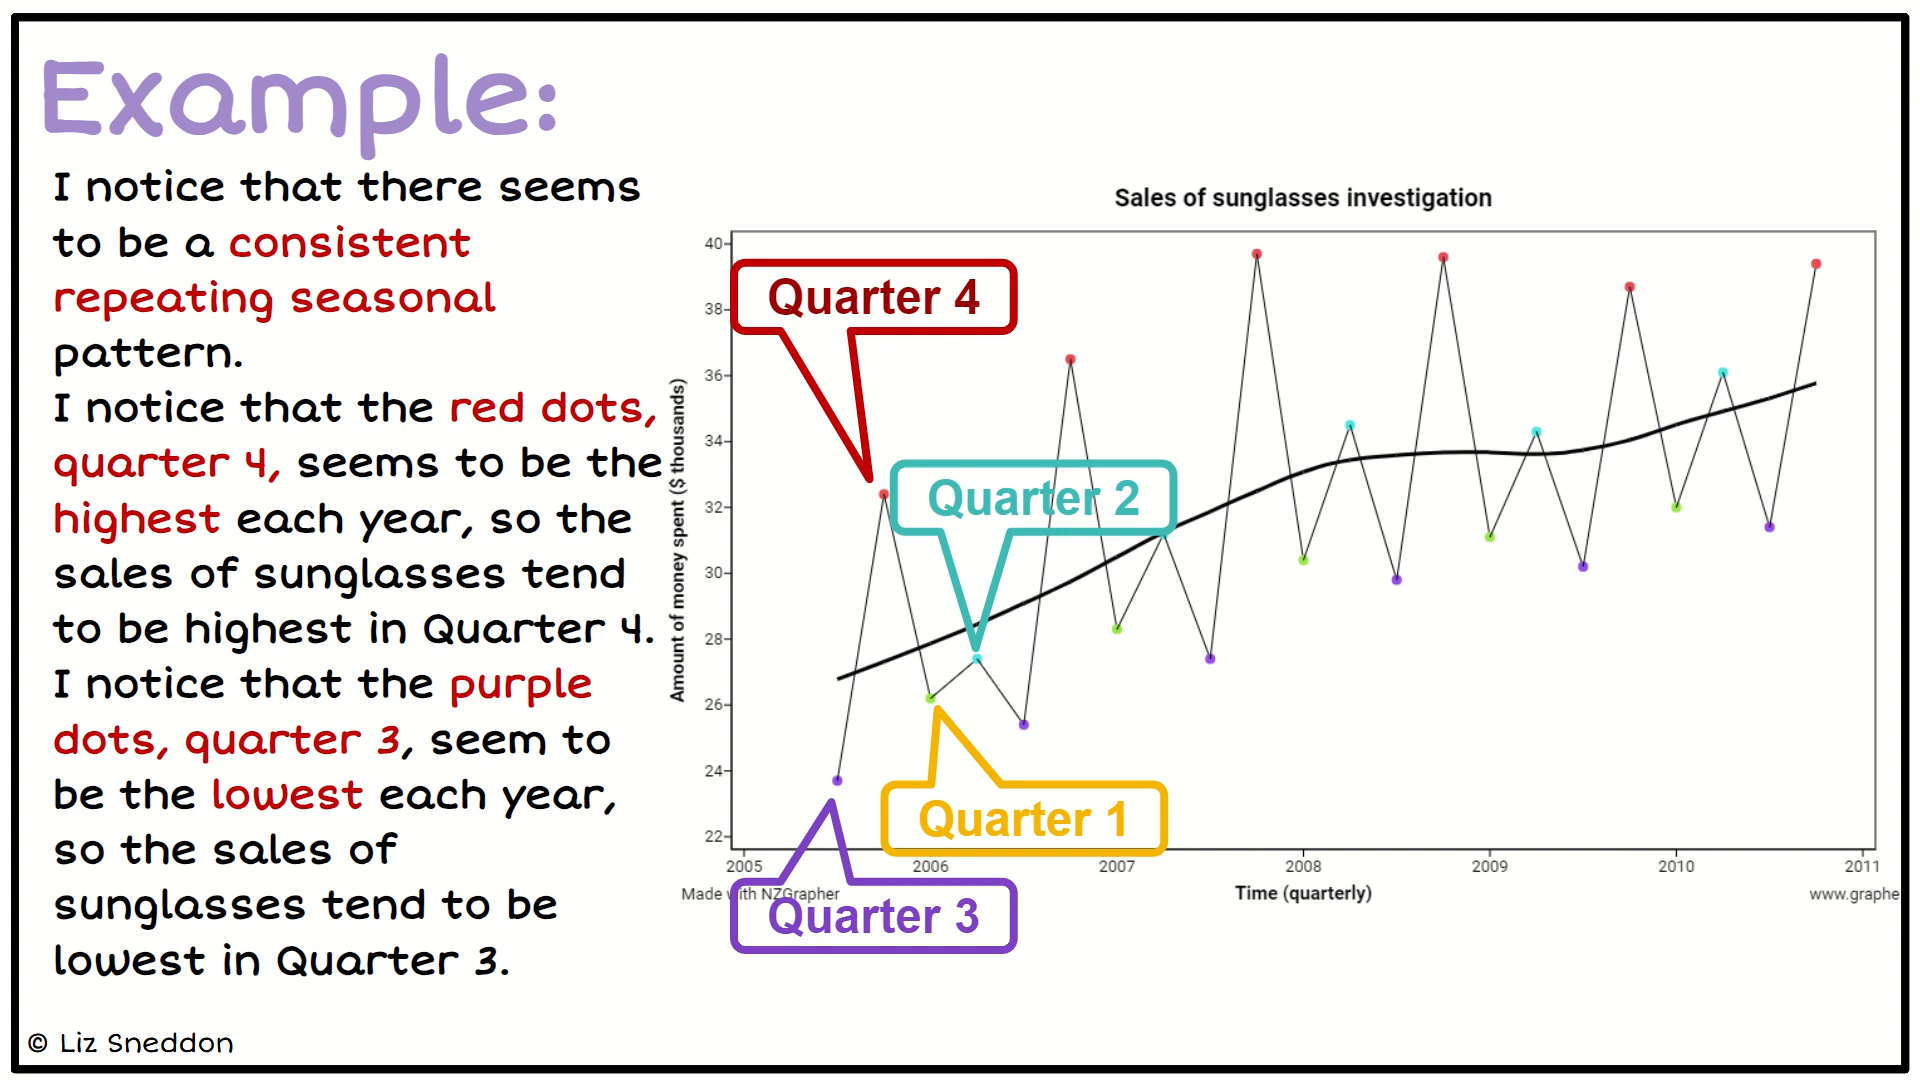 Example:
I notice that there seems
to be a consistent
repeating seasonal
pattern.
I notice that the red dots,
quarter 4, seems to be the
highest each year, so the
sales of sunglasses tend
to be highest in Quarter 4.
I notice that the purple
dots, quarter 3, seem to
be the lowest each year,
so the sales of
sunglasses tend to be
lowest in Quarter 3.
© Liz Sneddon
Sales of sunglasses investigation
Amount of money spent ($ thousands)
40
38
36
34
32
30
28
26
24
22
Quarter 4
Quarter 2
Quarter 1
Quarter 3
2005 2006 2007 2008 2009 2010 2011
Time (quarterly)
Made with NZGrapher
www.graphe